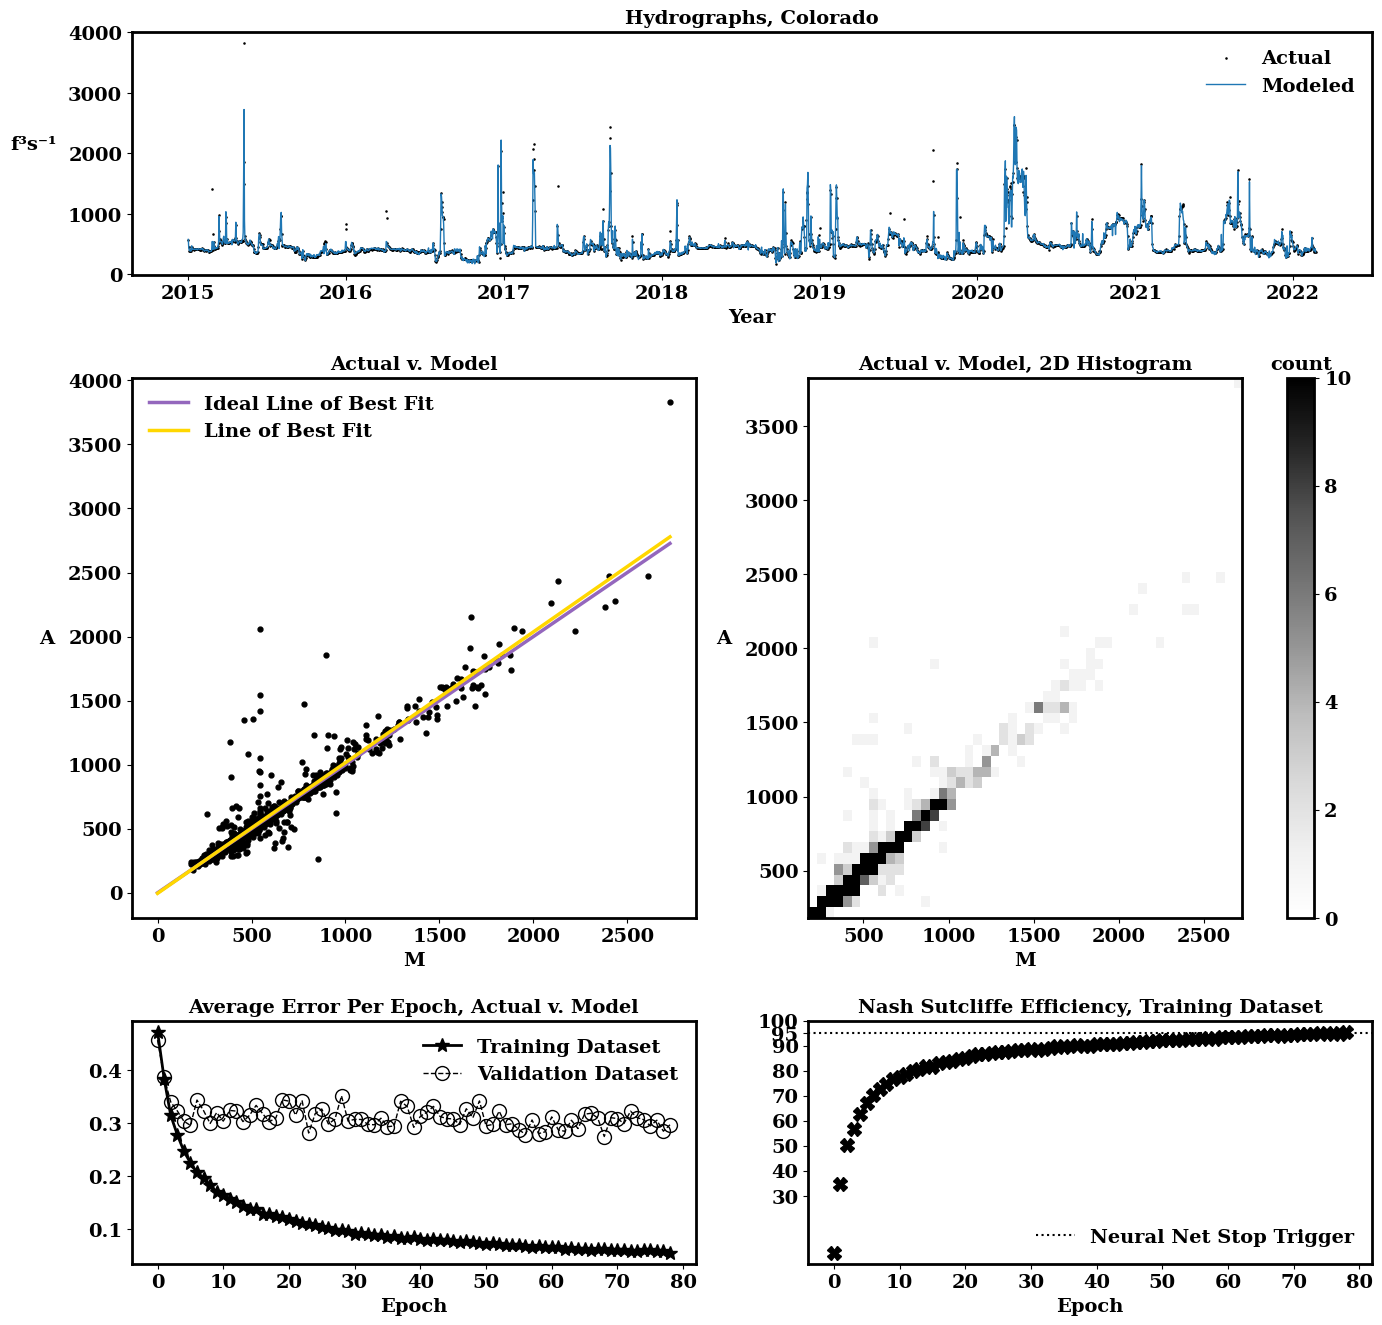 Hydrographs, Colorado
4000
3000
f³s⁻¹
2000
1000
0
Actual
Modeled
2015 2016 2017 2018 2019 2020 2021 2022
Year
Actual v. Model
4000
3500
3000
2500
2000
A
1500
1000
500
0
Ideal Line of Best Fit
Line of Best Fit
0 500 1000 1500 2000 2500
M
Actual v. Model, 2D Histogram
3500
3000
2500
2000
A
1500
1000
500
500 1000 1500 2000 2500
M
count
10
8
6
4
2
0
Average Error Per Epoch, Actual v. Model
0.4
0.3
0.2
0.1
Training Dataset
Validation Dataset
0 10 20 30 40 50 60 70 80
Epoch
Nash Sutcliffe Efficiency, Training Dataset
100
95
90
80
70
60
50
40
30
Neural Net Stop Trigger
0 10 20 30 40 50 60 70 80
Epoch